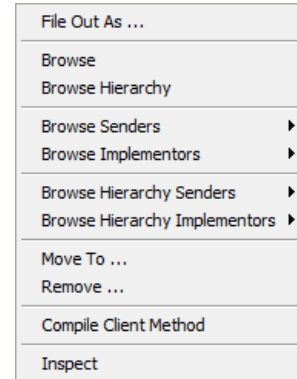 File Out As ...
Browse
Browse Hierarchy
Browse Senders
Browse Implementors
Browse Hierarchy Senders
Browse Hierarchy Implementors
Move To ...
Remove ...
Compile Client Method
Inspect